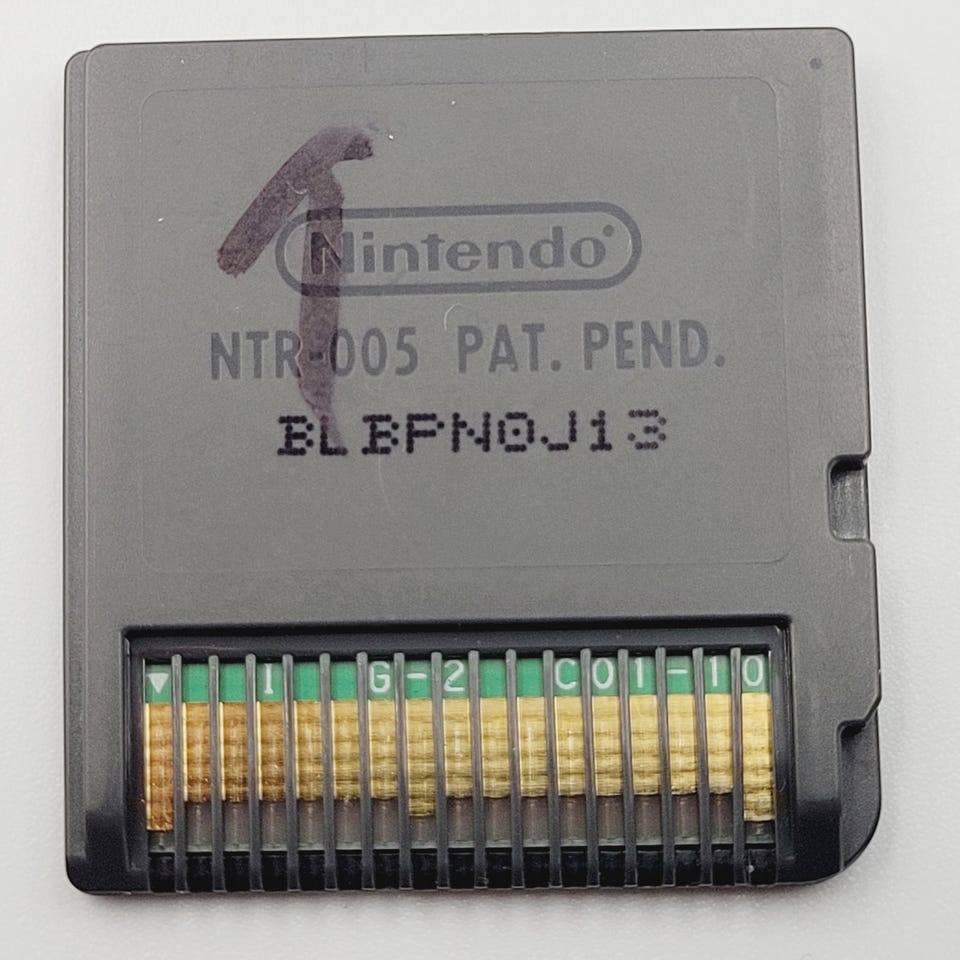 1
Nintendo
NTR-005 PAT. PEND.
BLBPN0J13
▼ I G-2 C01-10